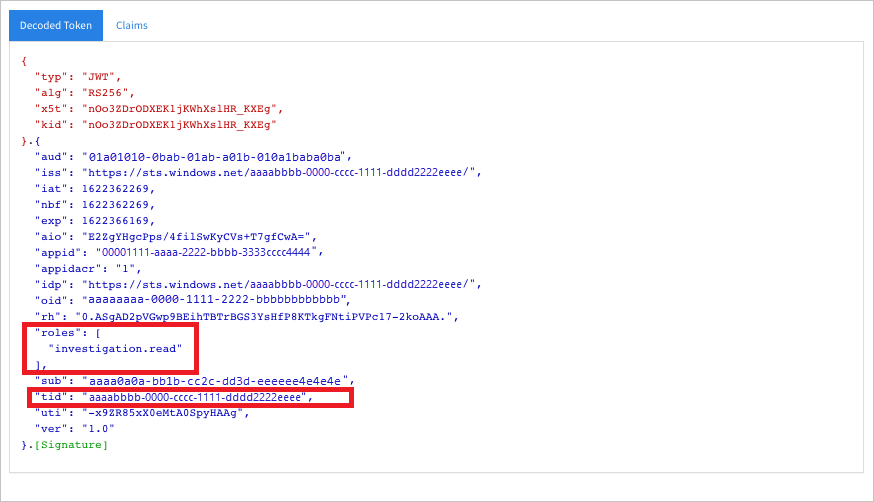 Decoded Token Claims
{
"typ": "JWT",
"alg": "RS256",
"x5t": "nOo3ZDrODXEK1jKWhXslHR_KXEg",
"kid": "nOo3ZDrODXEK1jKWhXslHR_KXEg"
}.{
"aud": "01a01010-0bab-01ab-a01b-010a1baba0ba",
"iss": "https://sts.windows.net/aaaabbbb-0000-cccc-1111-dddd2222eeee/",
"iat": 1622362269,
"nbf": 1622362269,
"exp": 1622366169,
"aio": "E2ZgYHgcPps/4filSwKyCVs+T7gfCwA=",
"appid": "00001111-aaaa-2222-bbbb-3333cccc4444",
"appidacr": "1",
"idp": "https://sts.windows.net/aaaabbbb-0000-cccc-1111-dddd2222eeee/",
"oid": "aaaaaaaa-0000-1111-2222-bbbbbbbbbbbb",
"rh": "0.ASgAD2pVGwp9BEihTBTrBGS3YsHfP8KTkgFNtiPVPc17-2koAAA.",
"roles": [
"investigation.read"
],
"sub": "aaaa0a0a-bb1b-cc2c-dd3d-eeeeee4e4e4e",
"tid": "aaaabbbb-0000-cccc-1111-dddd2222eeee",
"uti": "-x9ZR85xX0eMtA0SpyHAAg",
"ver": "1.0"
}.[Signature]